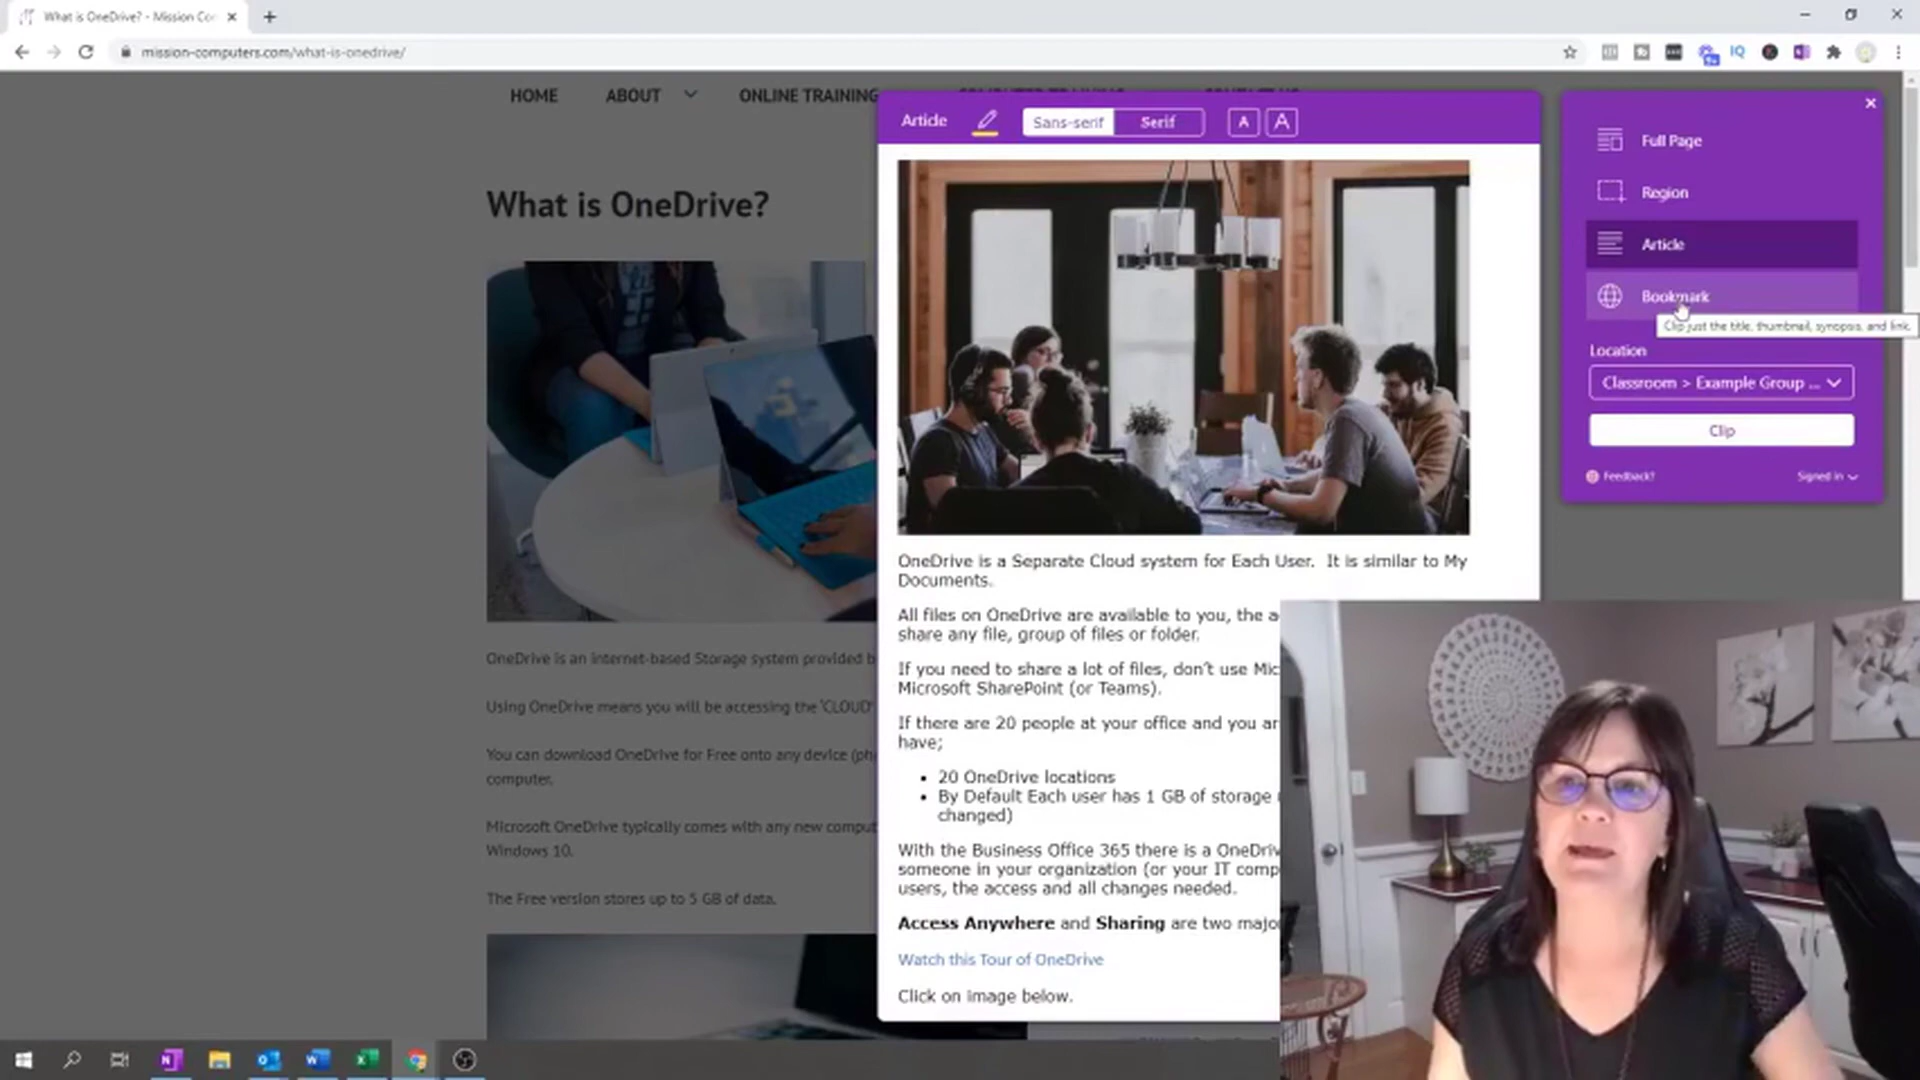 What is OneDrive? - Mission Co
mission-computers.com/what-is-onedrive/
HOME
ABOUT
ONLINE TRAINING
What is OneDrive?
OneDrive is an internet-based Storage system provided b
Using OneDrive means you will be accessing the 'CLOUD'
You can download OneDrive for Free onto any device (ph
computer.
Microsoft OneDrive typically comes with any new comput
Windows 10.
The Free version stores up to 5 GB of data.
Article
Sans-serif
Serif
A
A
OneDrive is a Separate Cloud system for Each User. It is similar to My
Documents.
All files on OneDrive are available to you, the a
share any file, group of files or folder.
If you need to share a lot of files, don't use Mic
Microsoft SharePoint (or Teams).
If there are 20 people at your office and you ar
have;
• 20 OneDrive locations
• By Default Each user has 1 GB of storage
changed)
With the Business Office 365 there is a OneDriv
someone in your organization (or your IT comp
users, the access and all changes needed.
Access Anywhere and Sharing are two majo
Watch this Tour of OneDrive
Click on image below.
Full Page
Region
Article
Bookmark
Clip just the title, thumbnail, synopsis, and link.
Location
Classroom > Example Group ...
Clip
Feedback?
Signed in